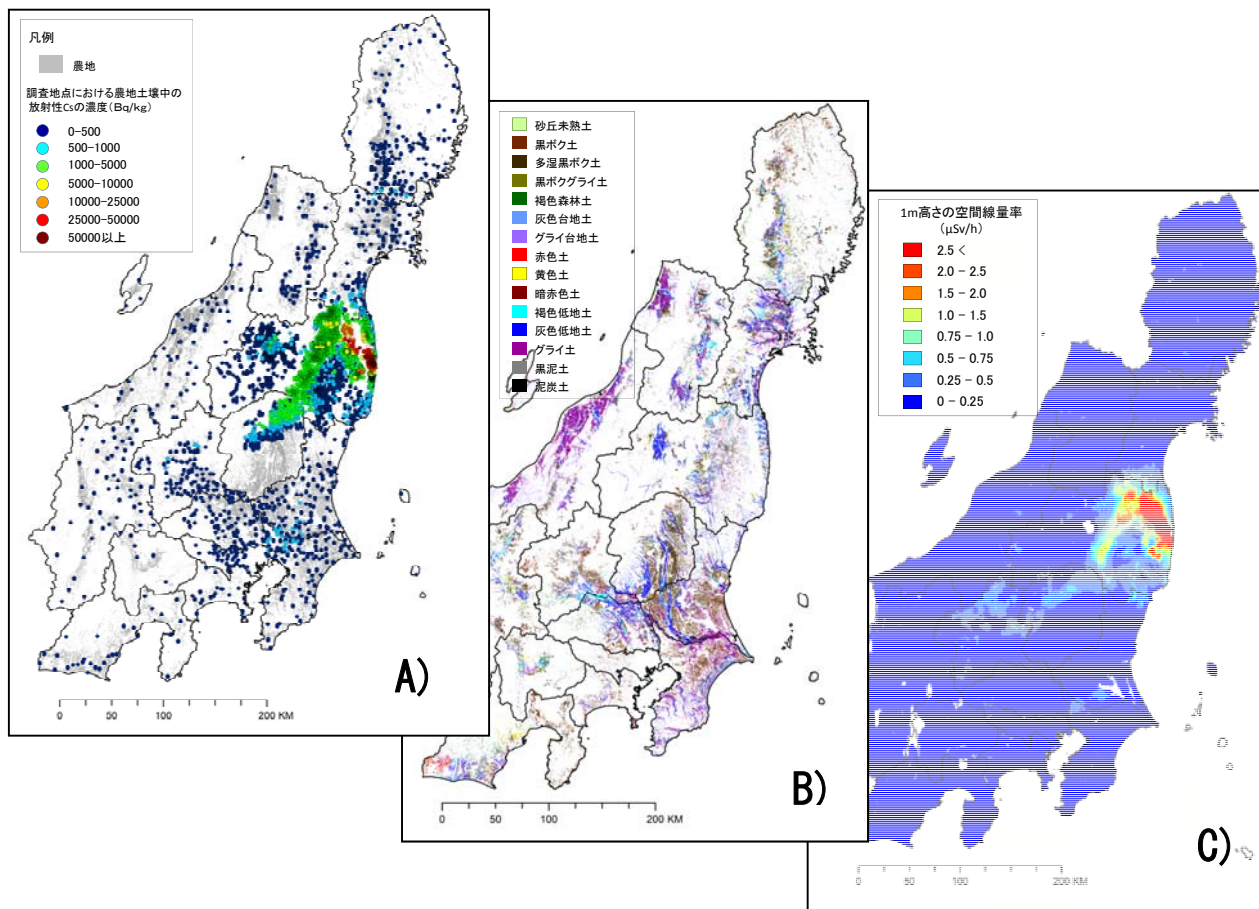 凡例
農地
調査地点における農地土壌中の
放射性Csの濃度(Bq/kg)
0-500
500-1000
1000-5000
5000-10000
10000-25000
25000-50000
50000以上
0 50 100 200 KM
A)
砂丘未熟土
黒ボク土
多湿黒ボク土
黒ボクグライ土
褐色森林土
灰色台地土
グライ台地土
赤色土
黄色土
暗赤色土
褐色低地土
灰色低地土
グライ土
黒泥土
泥炭土
0 50 100 200 KM
B)
1m高さの空間線量率
(μSv/h)
2.5 <
2.0 - 2.5
1.5 - 2.0
1.0 - 1.5
0.75 - 1.0
0.5 - 0.75
0.25 - 0.5
0 - 0.25
0 50 100 200 KM
C)